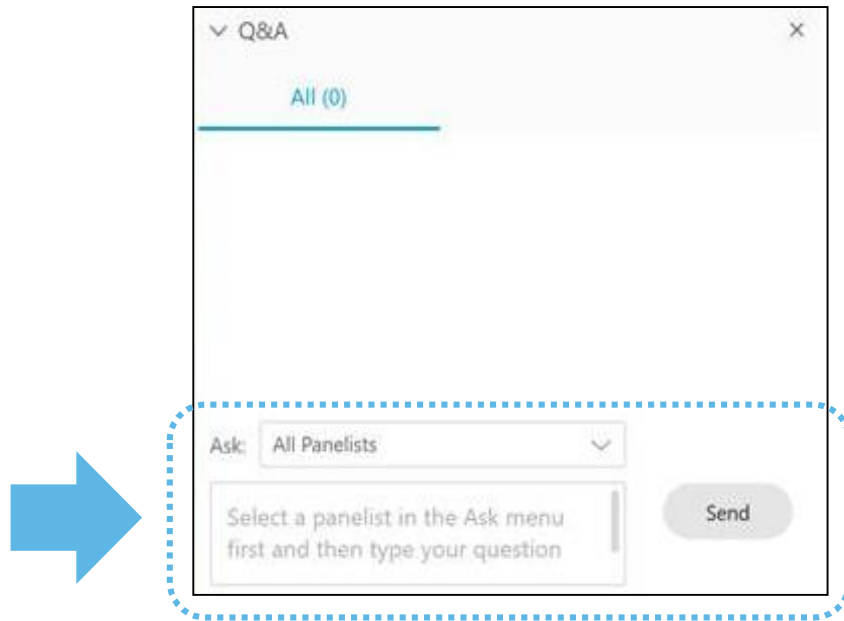 Q&A
All (0)
Ask: All Panelists
Select a panelist in the Ask menu
first and then type your question
Send